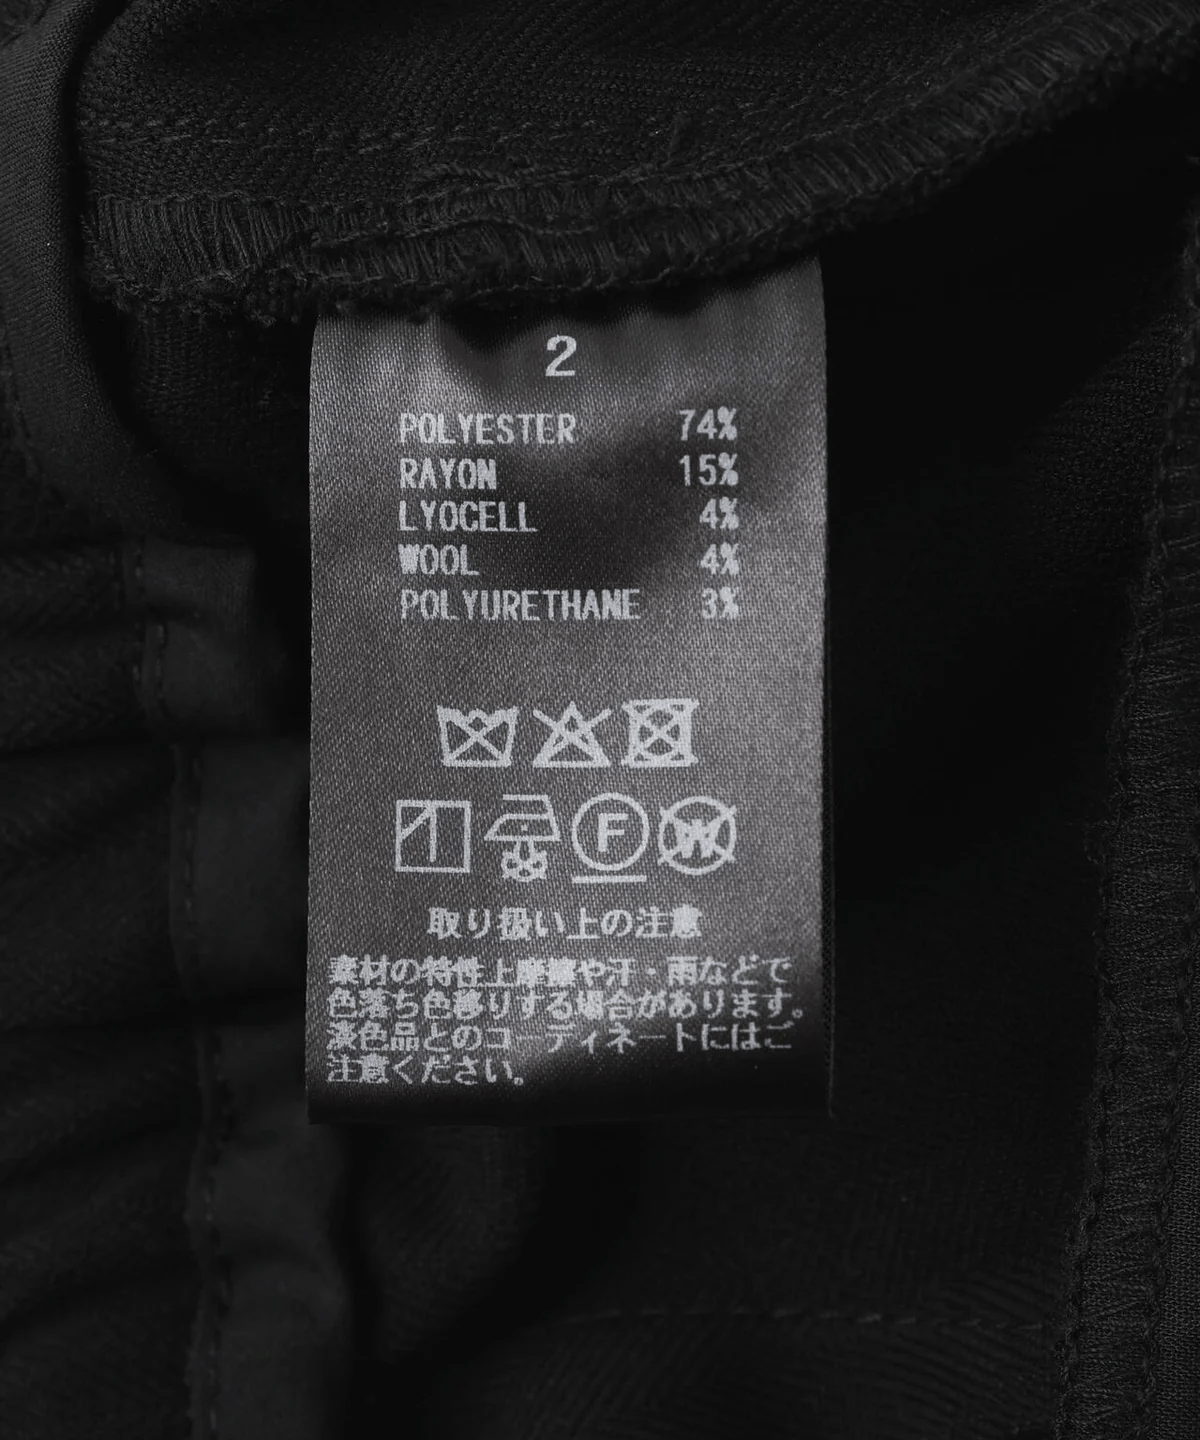 2
POLYESTER 74%
RAYON 15%
LYOCELL 4%
WOOL 4%
POLYURETHANE 3%
F W
取り扱い上の注意
素材の特性上摩擦や汗・雨などで
色落ち色移りする場合があります。
淡色品とのコーディネートにはご
注意ください。